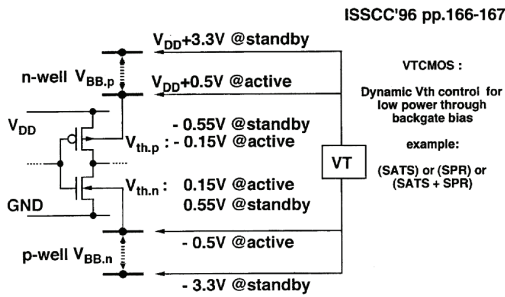 ISSCC'96 pp.166-167
VDD+3.3V @standby
n-well VBB.p
VDD+0.5V @active
VTCMOS :
Dynamic Vth control for
low power through
backgate bias
example:
(SATS) or (SPR) or
(SATS + SPR)
VDD
- 0.55V @standby
Vth.p : - 0.15V @active
VT
Vth.n : 0.15V @active
0.55V @standby
GND
- 0.5V @active
p-well VBB.n
- 3.3V @standby